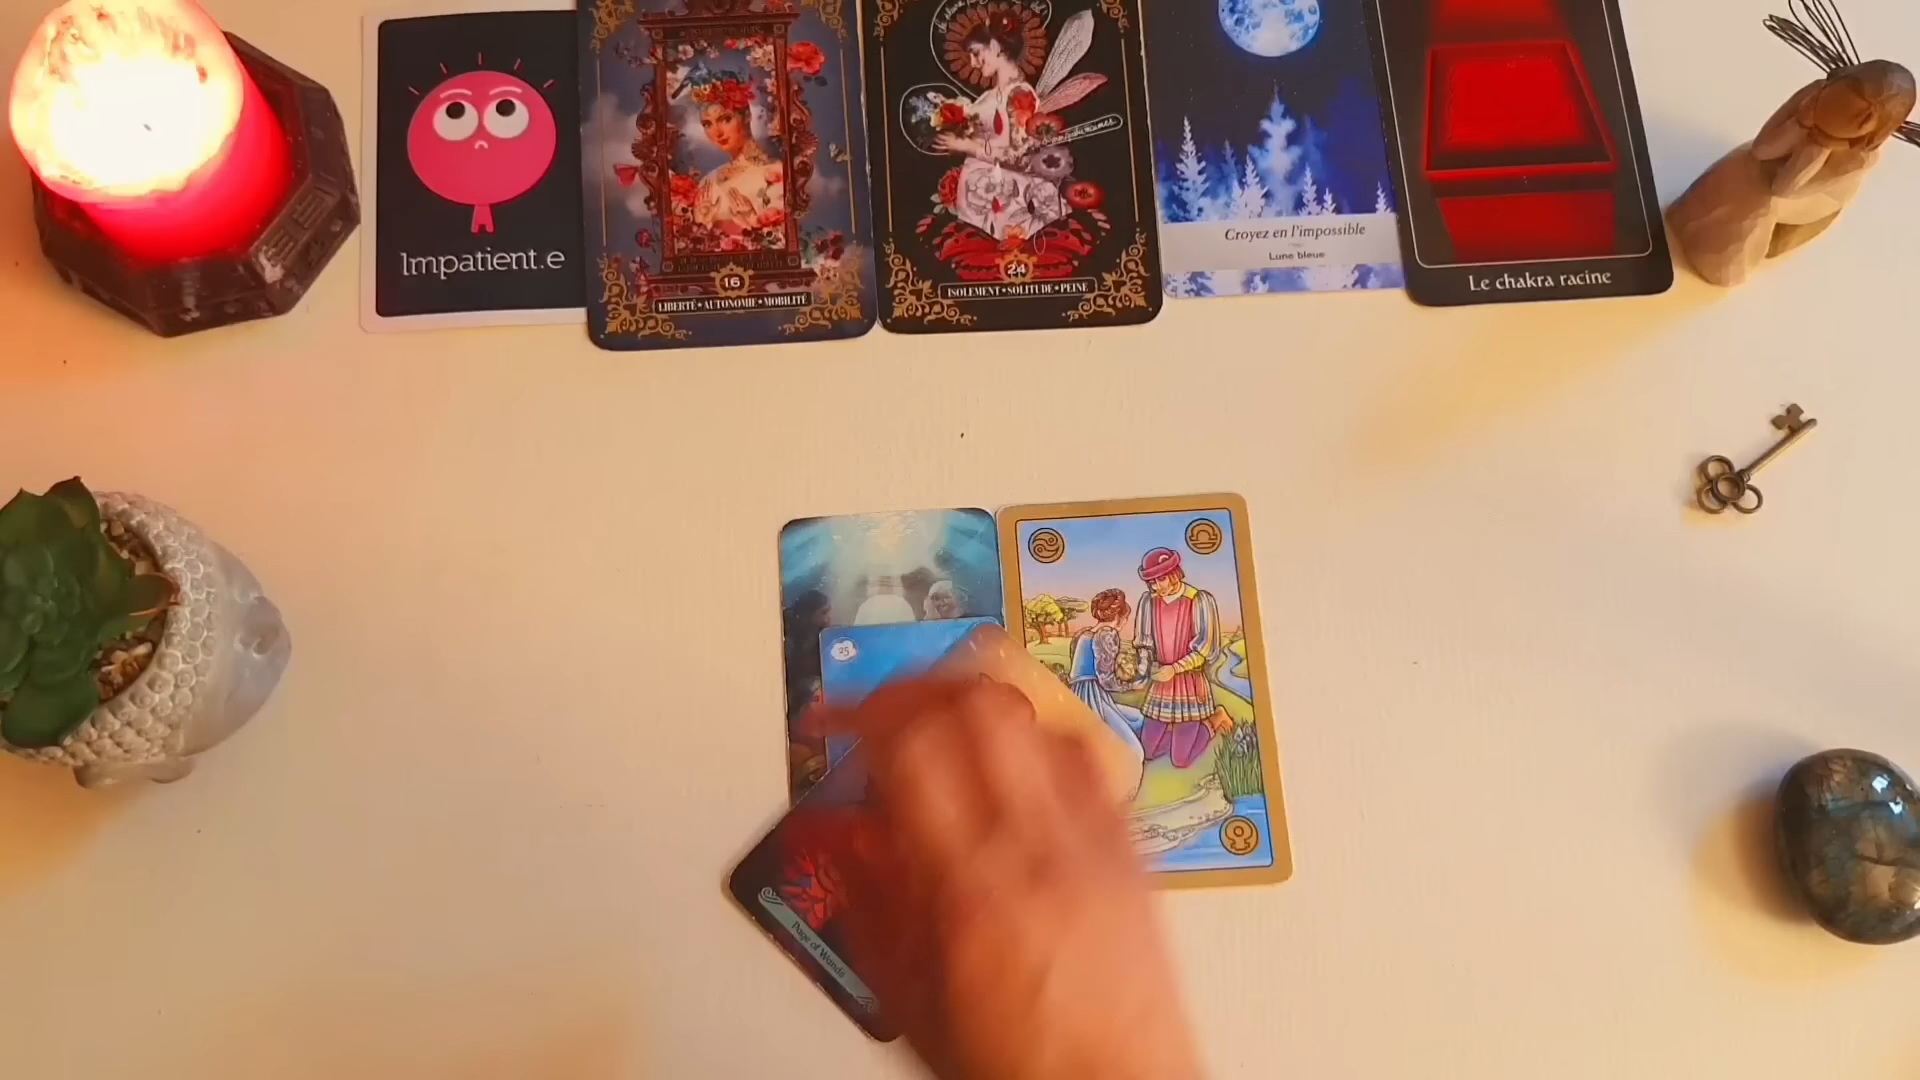 Impatient.e
16
LIBERTÉ • AUTONOMIE • MOBILITÉ
24
ISOLEMENT • SOLITUDE • PEINE
Croyez en l'impossible
Lune bleue
Le chakra racine
25
Page of Wands